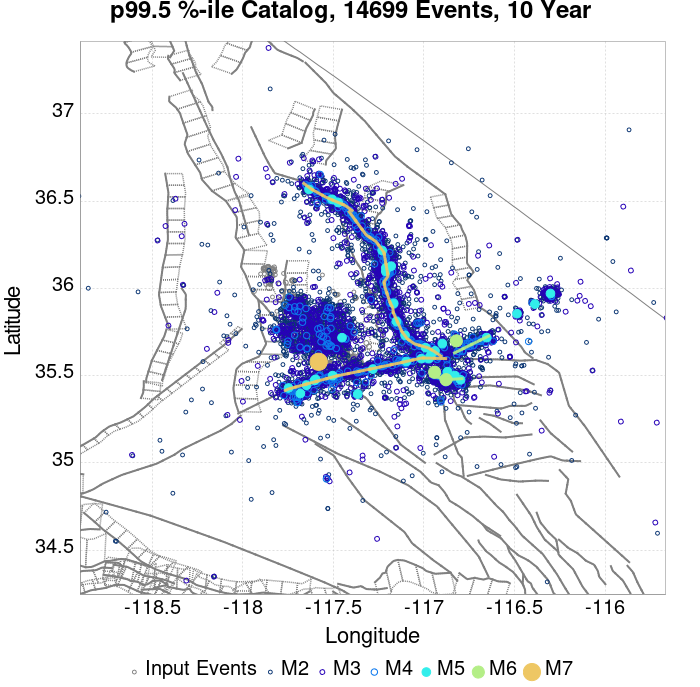 p99.5 %-ile Catalog, 14699 Events, 10 Year
37
36.5
36
35.5
35
34.5
Latitude
-118.5 -118 -117.5 -117 -116.5 -116
Longitude
Input Events M2 M3 M4 M5 M6 M7